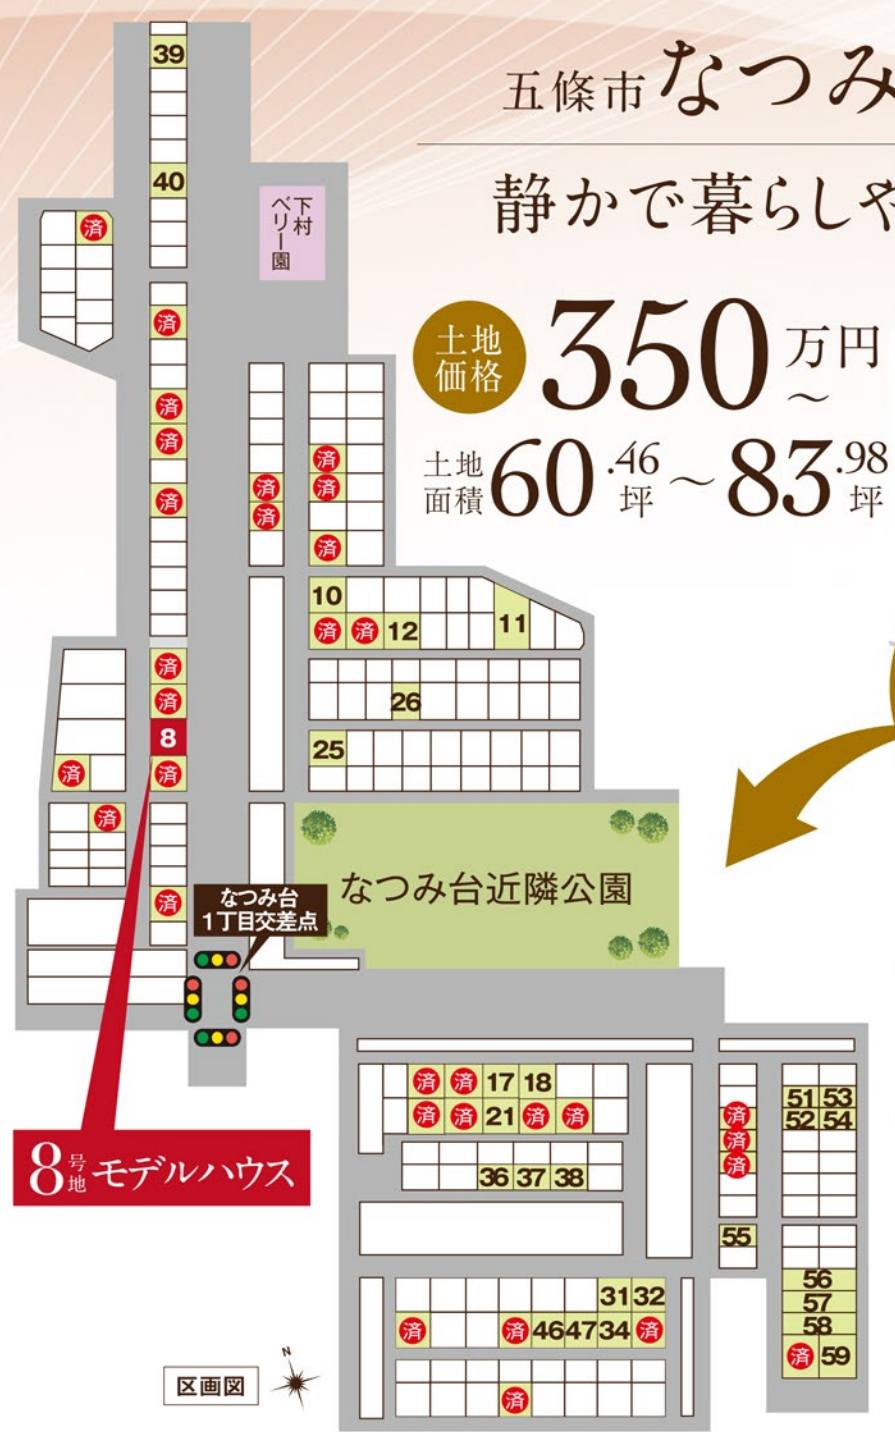 五條市なつみ
静かで暮らしや
土地
価格
350万円
～
土地
面積
60.46坪～83.98坪
39
40
下村
ベリー園
済
済
済
済
済
済
済
済
済
済
10
済 済 12
11
26
25
済
済
8
済
済
済
済
なつみ台近隣公園
なつみ台
1丁目交差点
8号地モデルハウス
済 済 17 18
済 済 21 済 済
36 37 38
済
済
済
51 53
52 54
55
56
57
58
済 59
31 32
済 済 46 47 34 済
済
区画図
N